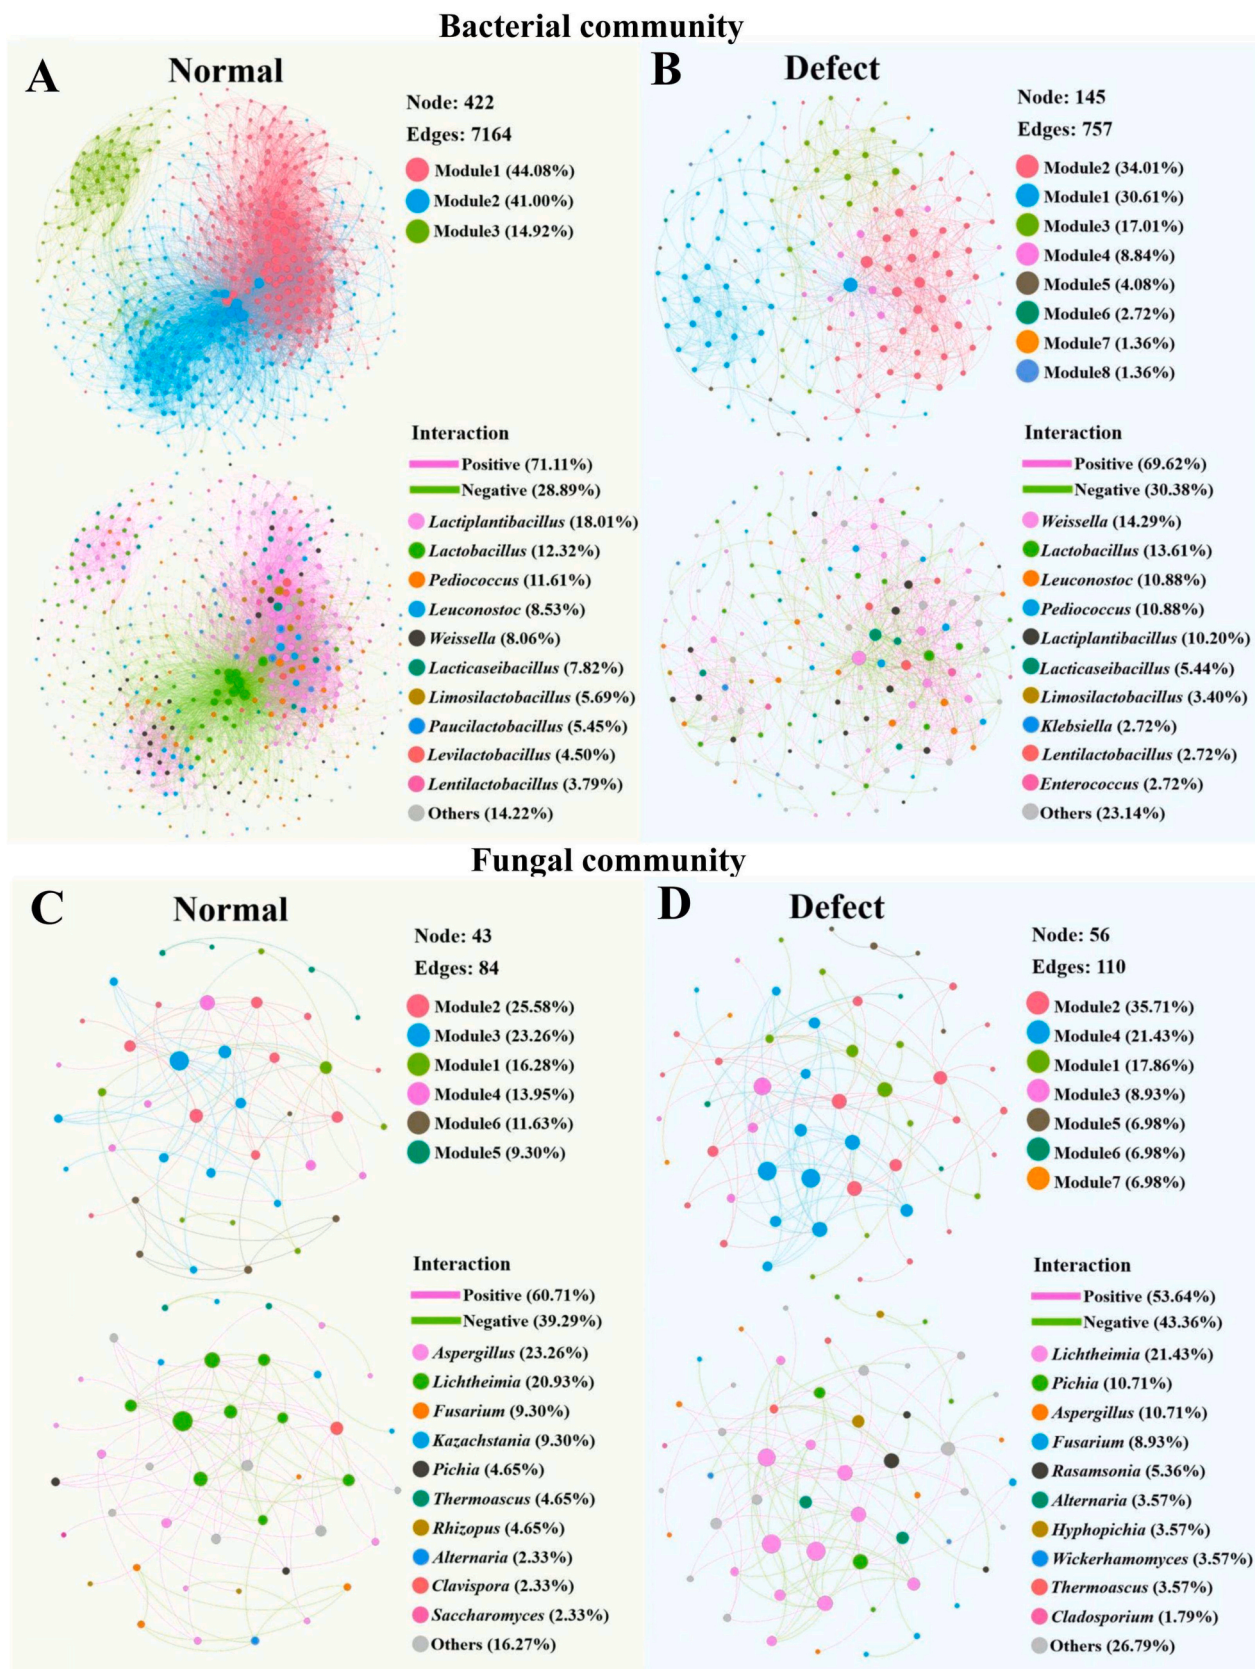 Bacterial community
A
Normal
Node: 422
Edges: 7164
Module1 (44.08%)
Module2 (41.00%)
Module3 (14.92%)
Interaction
Positive (71.11%)
Negative (28.89%)
Lactiplantibacillus (18.01%)
Lactobacillus (12.32%)
Pediococcus (11.61%)
Leuconostoc (8.53%)
Weissella (8.06%)
Lacticaseibacillus (7.82%)
Limosilactobacillus (5.69%)
Paucilactobacillus (5.45%)
Levilactobacillus (4.50%)
Lentilactobacillus (3.79%)
Others (14.22%)
B
Defect
Node: 145
Edges: 757
Module2 (34.01%)
Module1 (30.61%)
Module3 (17.01%)
Module4 (8.84%)
Module5 (4.08%)
Module6 (2.72%)
Module7 (1.36%)
Module8 (1.36%)
Interaction
Positive (69.62%)
Negative (30.38%)
Weissella (14.29%)
Lactobacillus (13.61%)
Leuconostoc (10.88%)
Pediococcus (10.88%)
Lactiplantibacillus (10.20%)
Lacticaseibacillus (5.44%)
Limosilactobacillus (3.40%)
Klebsiella (2.72%)
Lentilactobacillus (2.72%)
Enterococcus (2.72%)
Others (23.14%)
Fungal community
C
Normal
Node: 43
Edges: 84
Module2 (25.58%)
Module3 (23.26%)
Module1 (16.28%)
Module4 (13.95%)
Module6 (11.63%)
Module5 (9.30%)
Interaction
Positive (60.71%)
Negative (39.29%)
Aspergillus (23.26%)
Lichtheimia (20.93%)
Fusarium (9.30%)
Kazachstania (9.30%)
Pichia (4.65%)
Thermoascus (4.65%)
Rhizopus (4.65%)
Alternaria (2.33%)
Clavispora (2.33%)
Saccharomyces (2.33%)
Others (16.27%)
D
Defect
Node: 56
Edges: 110
Module2 (35.71%)
Module4 (21.43%)
Module1 (17.86%)
Module3 (8.93%)
Module5 (6.98%)
Module6 (6.98%)
Module7 (6.98%)
Interaction
Positive (53.64%)
Negative (43.36%)
Lichtheimia (21.43%)
Pichia (10.71%)
Aspergillus (10.71%)
Fusarium (8.93%)
Rasamsonia (5.36%)
Alternaria (3.57%)
Hyphopichia (3.57%)
Wickerhamomyces (3.57%)
Thermoascus (3.57%)
Cladosporium (1.79%)
Others (26.79%)